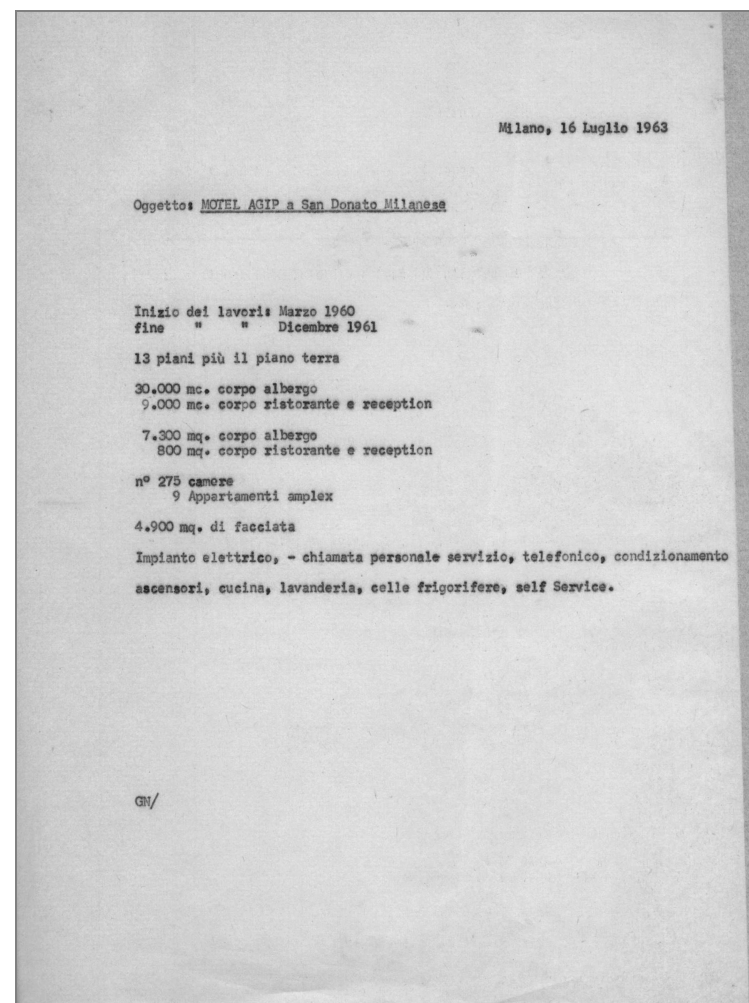 Milano, 16 Luglio 1963
Oggetto: MOTEL AGIP a San Donato Milanese
Inizio dei lavori: Marzo 1960
fine " " Dicembre 1961
13 piani più il piano terra
30.000 mc. corpo albergo
9.000 mc. corpo ristorante e reception
7.300 mq. corpo albergo
800 mq. corpo ristorante e reception
n° 275 camere
9 Appartamenti amplex
4.900 mq. di facciata
Impianto elettrico, - chiamata personale servizio, telefonico, condizionamento
ascensori, cucina, lavanderia, celle frigorifere, self Service.
GN/